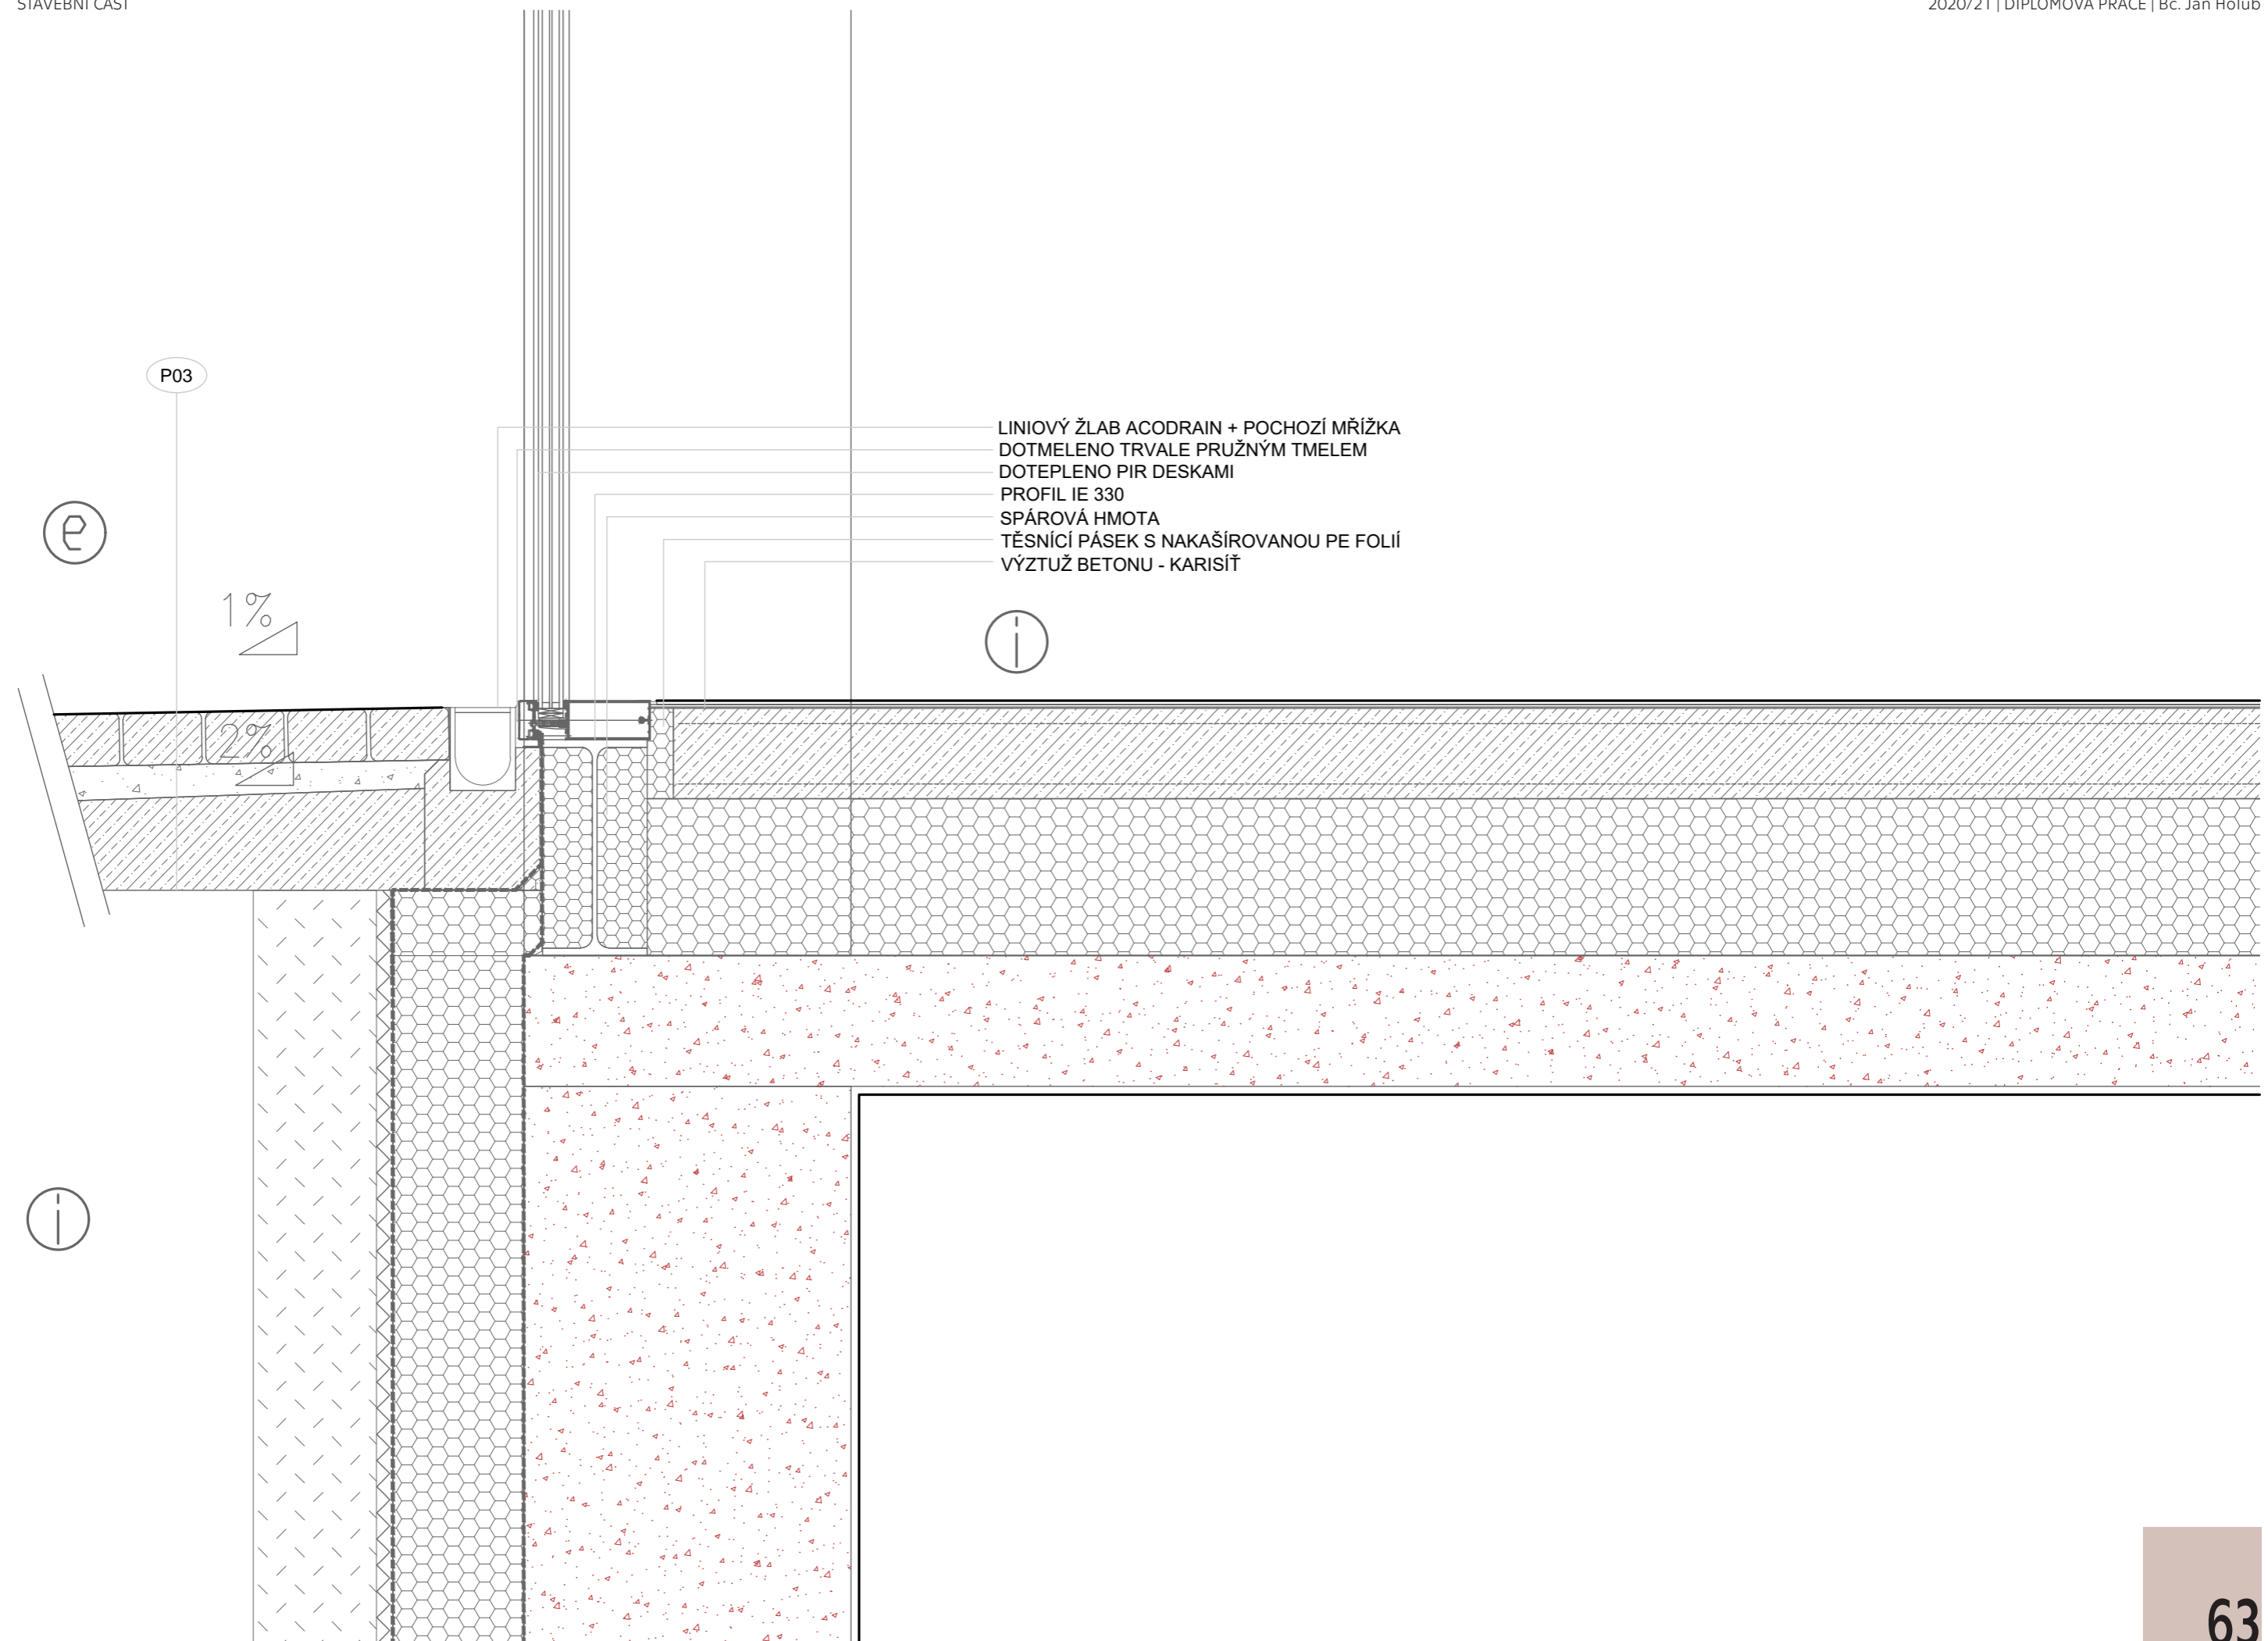 STAVEBNÍ ČÁST
2020/21 | DIPLOMOVÁ PRÁCE | Bc. Jan Holub
P03
LINIOVÝ ŽLAB ACODRAIN + POCHOZÍ MŘÍŽKA
DOTMELENO TRVALE PRUŽNÝM TMELEM
DOTEPLENO PIR DESKAMI
PROFIL IE 330
SPÁROVÁ HMOTA
TĚSNÍCÍ PÁSEK S NAKAŠÍROVANOU PE FOLIÍ
VÝZTUŽ BETONU - KARISÍŤ
e
1%
i
2%
i
63